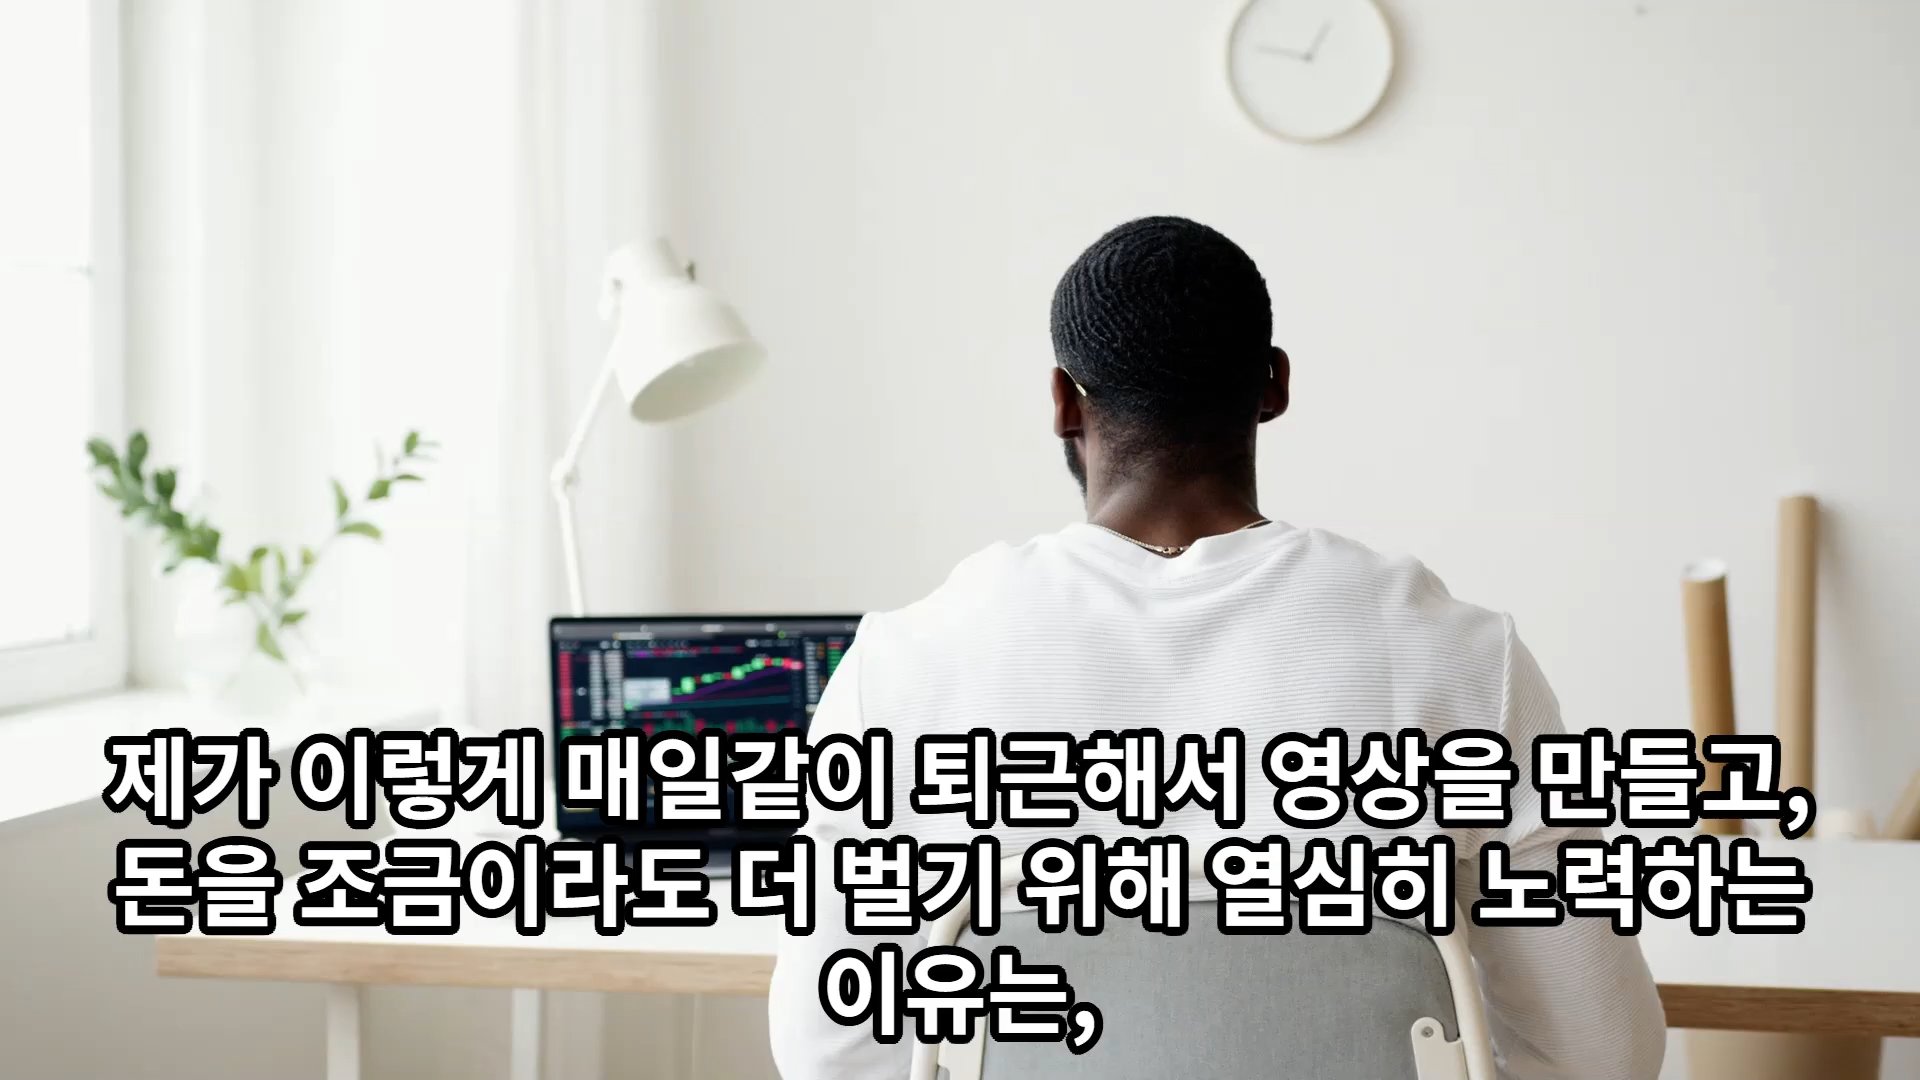 제가 이렇게 매일같이 퇴근해서 영상을 만들고,
돈을 조금이라도 더 벌기 위해 열심히 노력하는
이유는,